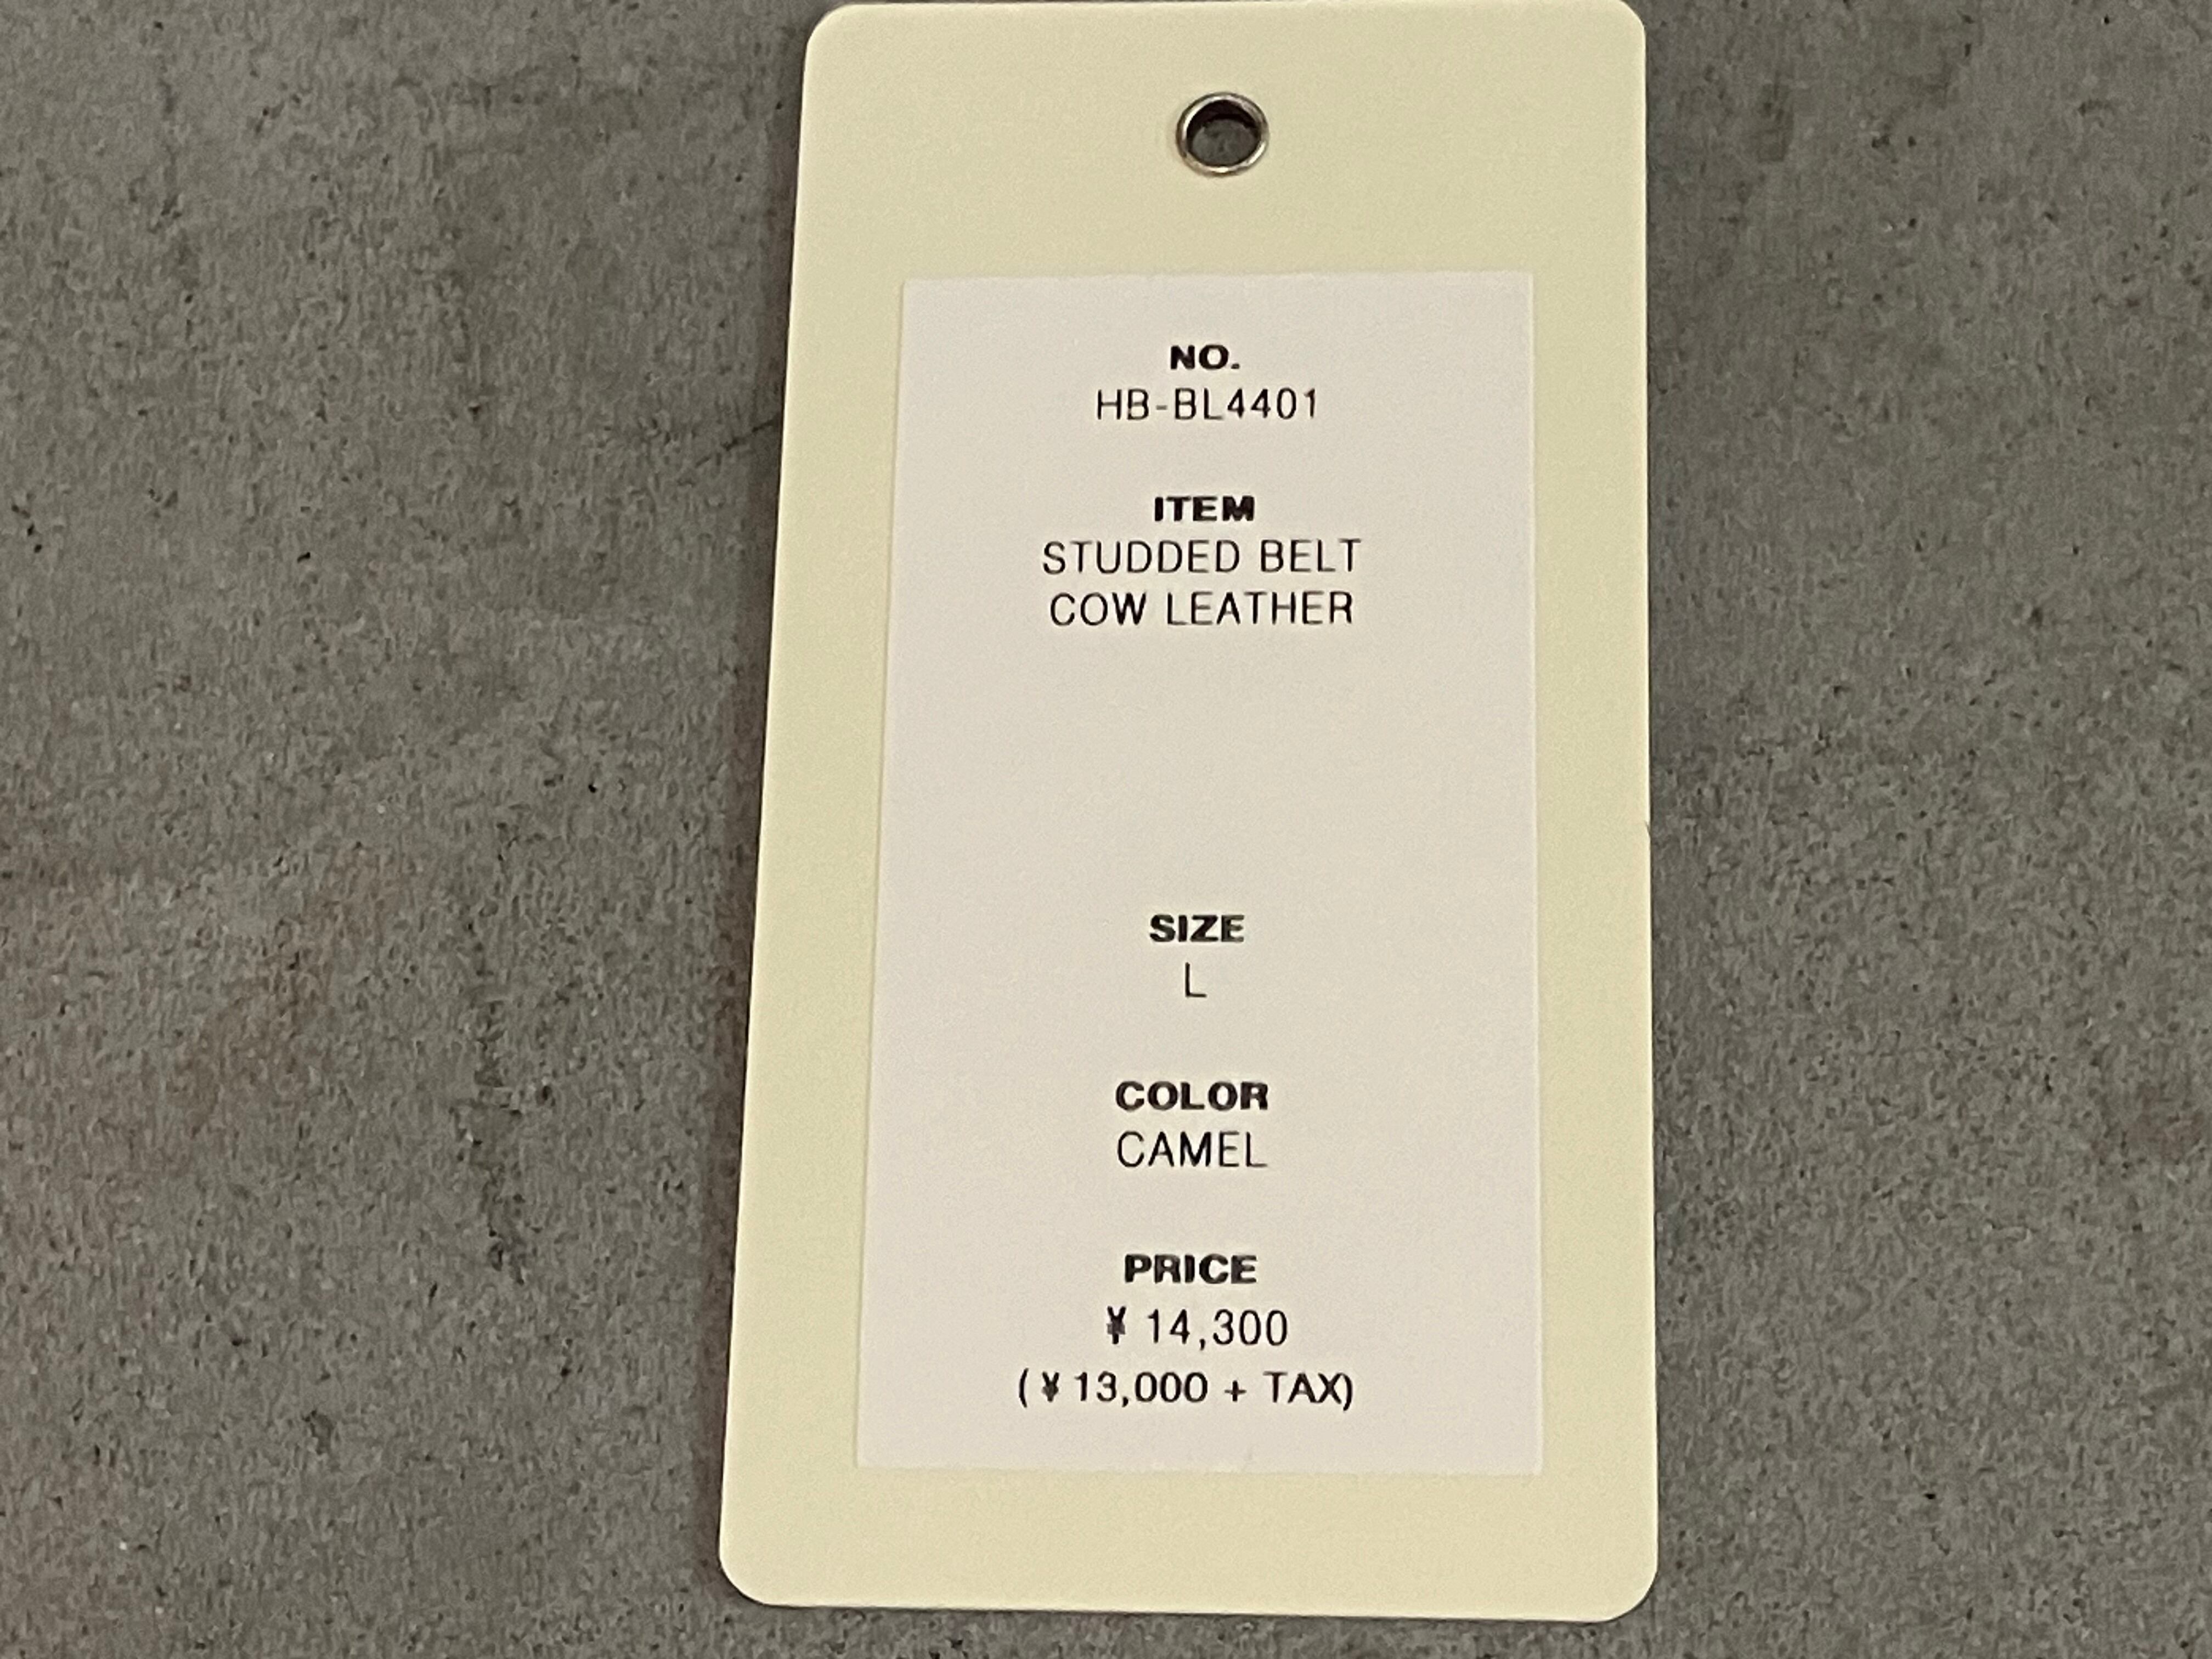 NO.
HB-BL4401
ITEM
STUDDED BELT
COW LEATHER
SIZE
L
COLOR
CAMEL
PRICE
¥ 14,300
(¥ 13,000 + TAX)